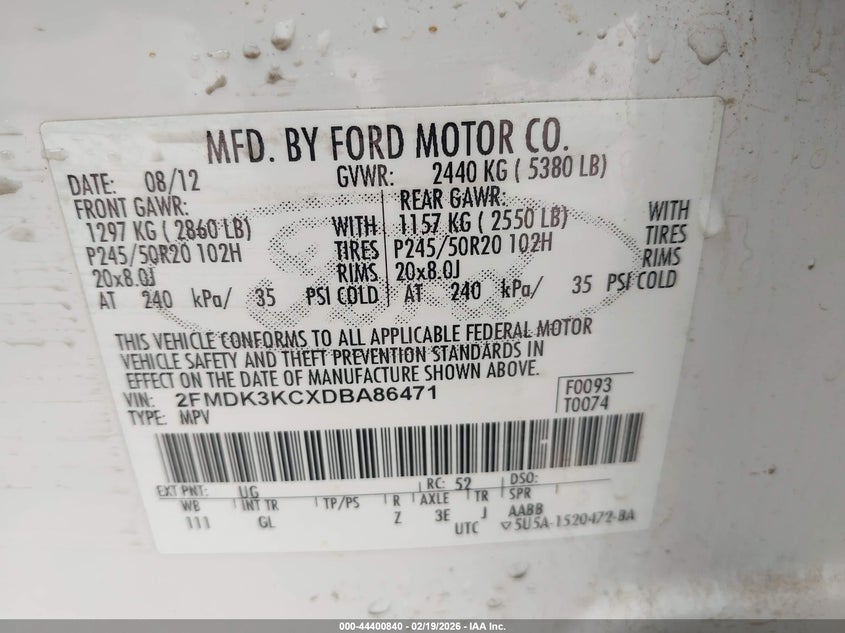 MFD. BY FORD MOTOR CO.
DATE: 08/12 GVWR: 2440 KG ( 5380 LB)
FRONT GAWR: REAR GAWR:
1297 KG ( 2860 LB) WITH 1157 KG ( 2550 LB) WITH
P245/50R20 102H TIRES P245/50R20 102H TIRES
20x8.0J RIMS 20x8.0J RIMS
AT 240 kPa/ 35 PSI COLD AT 240 kPa/ 35 PSI COLD
THIS VEHICLE CONFORMS TO ALL APPLICABLE FEDERAL MOTOR
VEHICLE SAFETY AND THEFT PREVENTION STANDARDS IN
EFFECT ON THE DATE OF MANUFACTURE SHOWN ABOVE.
VIN: 2FMDK3KCXDBA86471 F0093
TYPE: MPV T0074
EXT PNT: UG RC: 52 DSO:
WB INT TR TP/PS R AXLE TR SPR
111 GL Z 3E J AABB
UTC ▽5U5A-1520472-BA
000-44400840 - 02/19/2026 - IAA Inc.